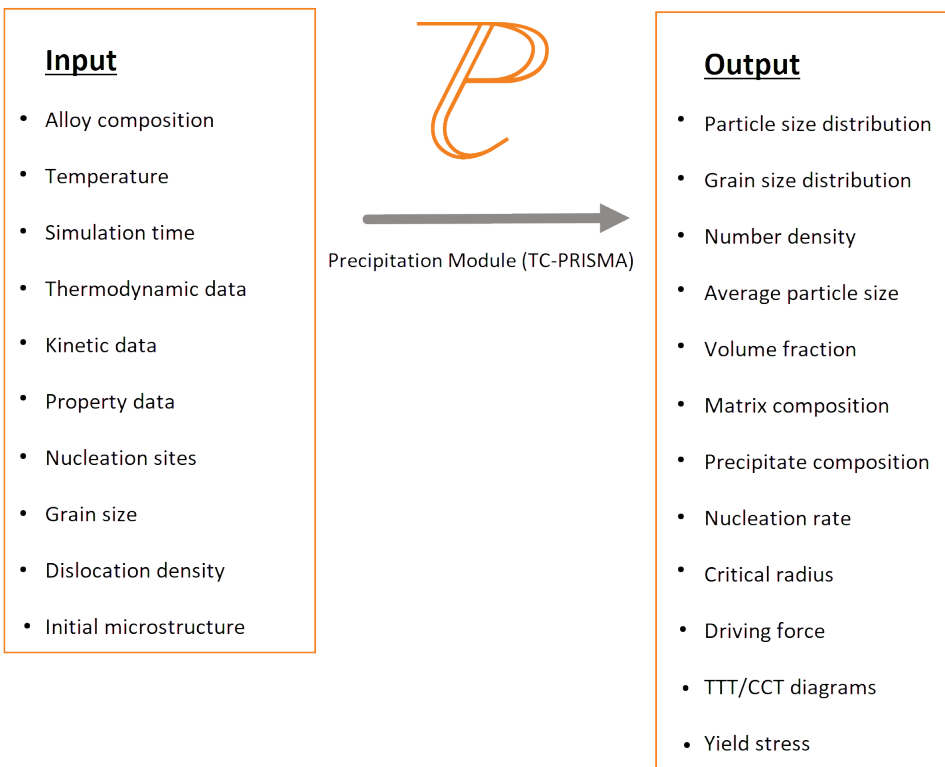 Input
• Alloy composition
• Temperature
• Simulation time
• Thermodynamic data
• Kinetic data
• Property data
• Nucleation sites
• Grain size
• Dislocation density
• Initial microstructure
Precipitation Module (TC-PRISMA)
Output
• Particle size distribution
• Grain size distribution
• Number density
• Average particle size
• Volume fraction
• Matrix composition
• Precipitate composition
• Nucleation rate
• Critical radius
• Driving force
• TTT/CCT diagrams
• Yield stress